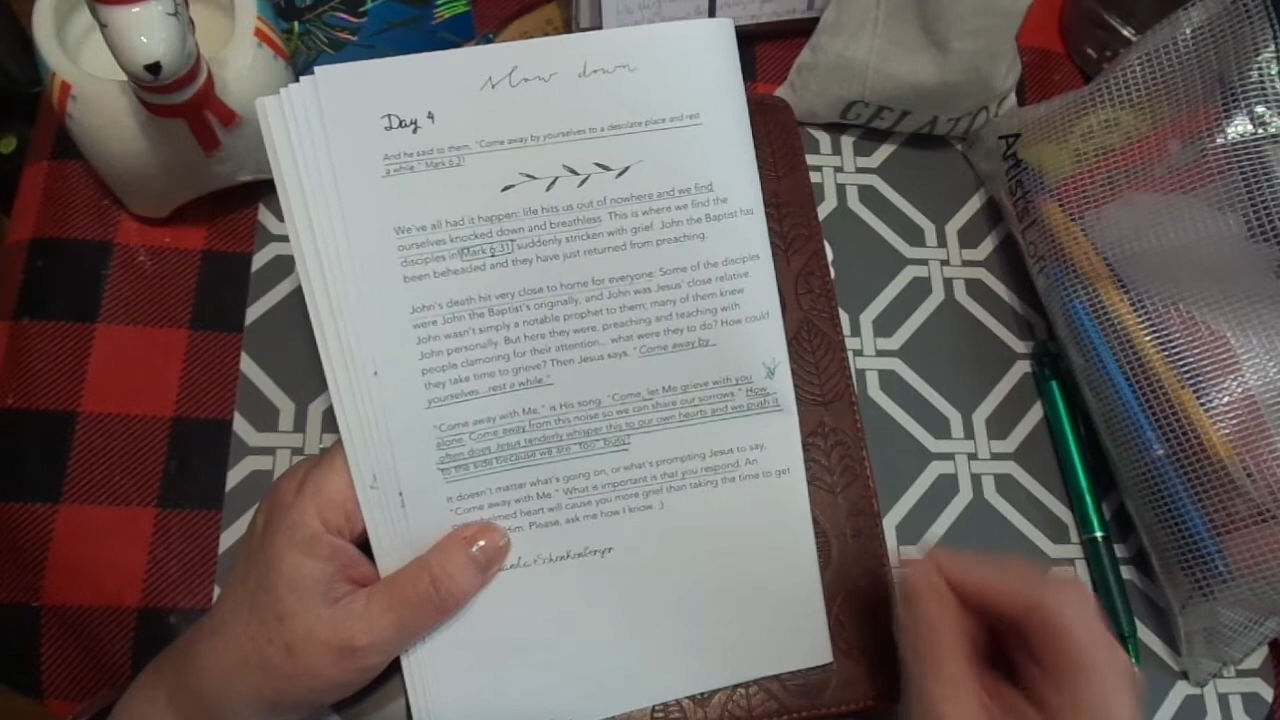 slow down
Day 4
And he said to them, "Come away by yourselves to a desolate place and rest
a while." Mark 6:31
We've all had it happen: life hits us out of nowhere and we find
ourselves knocked down and breathless. This is where we find the
disciples in Mark 6:31 suddenly stricken with grief. John the Baptist has
been beheaded and they have just returned from preaching.
John's death hit very close to home for everyone: Some of the disciples
were John the Baptist's originally, and John was Jesus' close relative.
John wasn't simply a notable prophet to them; many of them knew
John personally. But here they were, preaching and teaching with
people clamoring for their attention... what were they to do? How could
they take time to grieve? Then Jesus says, "Come away by
yourselves...rest a while."
"Come away with Me," is His song. "Come, let Me grieve with you
alone. Come away from this noise so we can share our sorrows." How
often does Jesus tenderly whisper this to our own hearts and we push it
to the side because we are "too" busy?
It doesn't matter what's going on, or what's prompting Jesus to say,
"Come away with Me." What is important is that you respond. An
heart will cause you more grief than taking the time to get
Him. Please, ask me how I know. ;)
Schenkenberger
GELATO